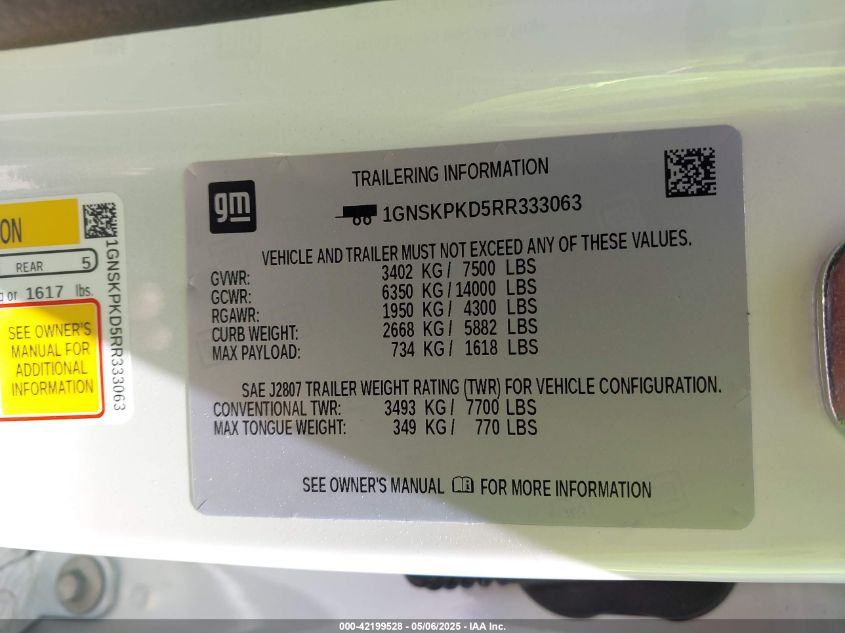 TRAILERING INFORMATION
gm
1GNSKPKD5RR333063
VEHICLE AND TRAILER MUST NOT EXCEED ANY OF THESE VALUES.
GVWR: 3402 KG / 7500 LBS
GCWR: 6350 KG / 14000 LBS
RGAWR: 1950 KG / 4300 LBS
CURB WEIGHT: 2668 KG / 5882 LBS
MAX PAYLOAD: 734 KG / 1618 LBS
SAE J2807 TRAILER WEIGHT RATING (TWR) FOR VEHICLE CONFIGURATION.
CONVENTIONAL TWR: 3493 KG / 7700 LBS
MAX TONGUE WEIGHT: 349 KG / 770 LBS
SEE OWNER'S MANUAL FOR MORE INFORMATION
ON
REAR 5
or 1617 lbs.
SEE OWNER'S
MANUAL FOR
ADDITIONAL
INFORMATION
1GNSKPKD5RR333063
000-42199528 - 05/06/2025 - IAA Inc.